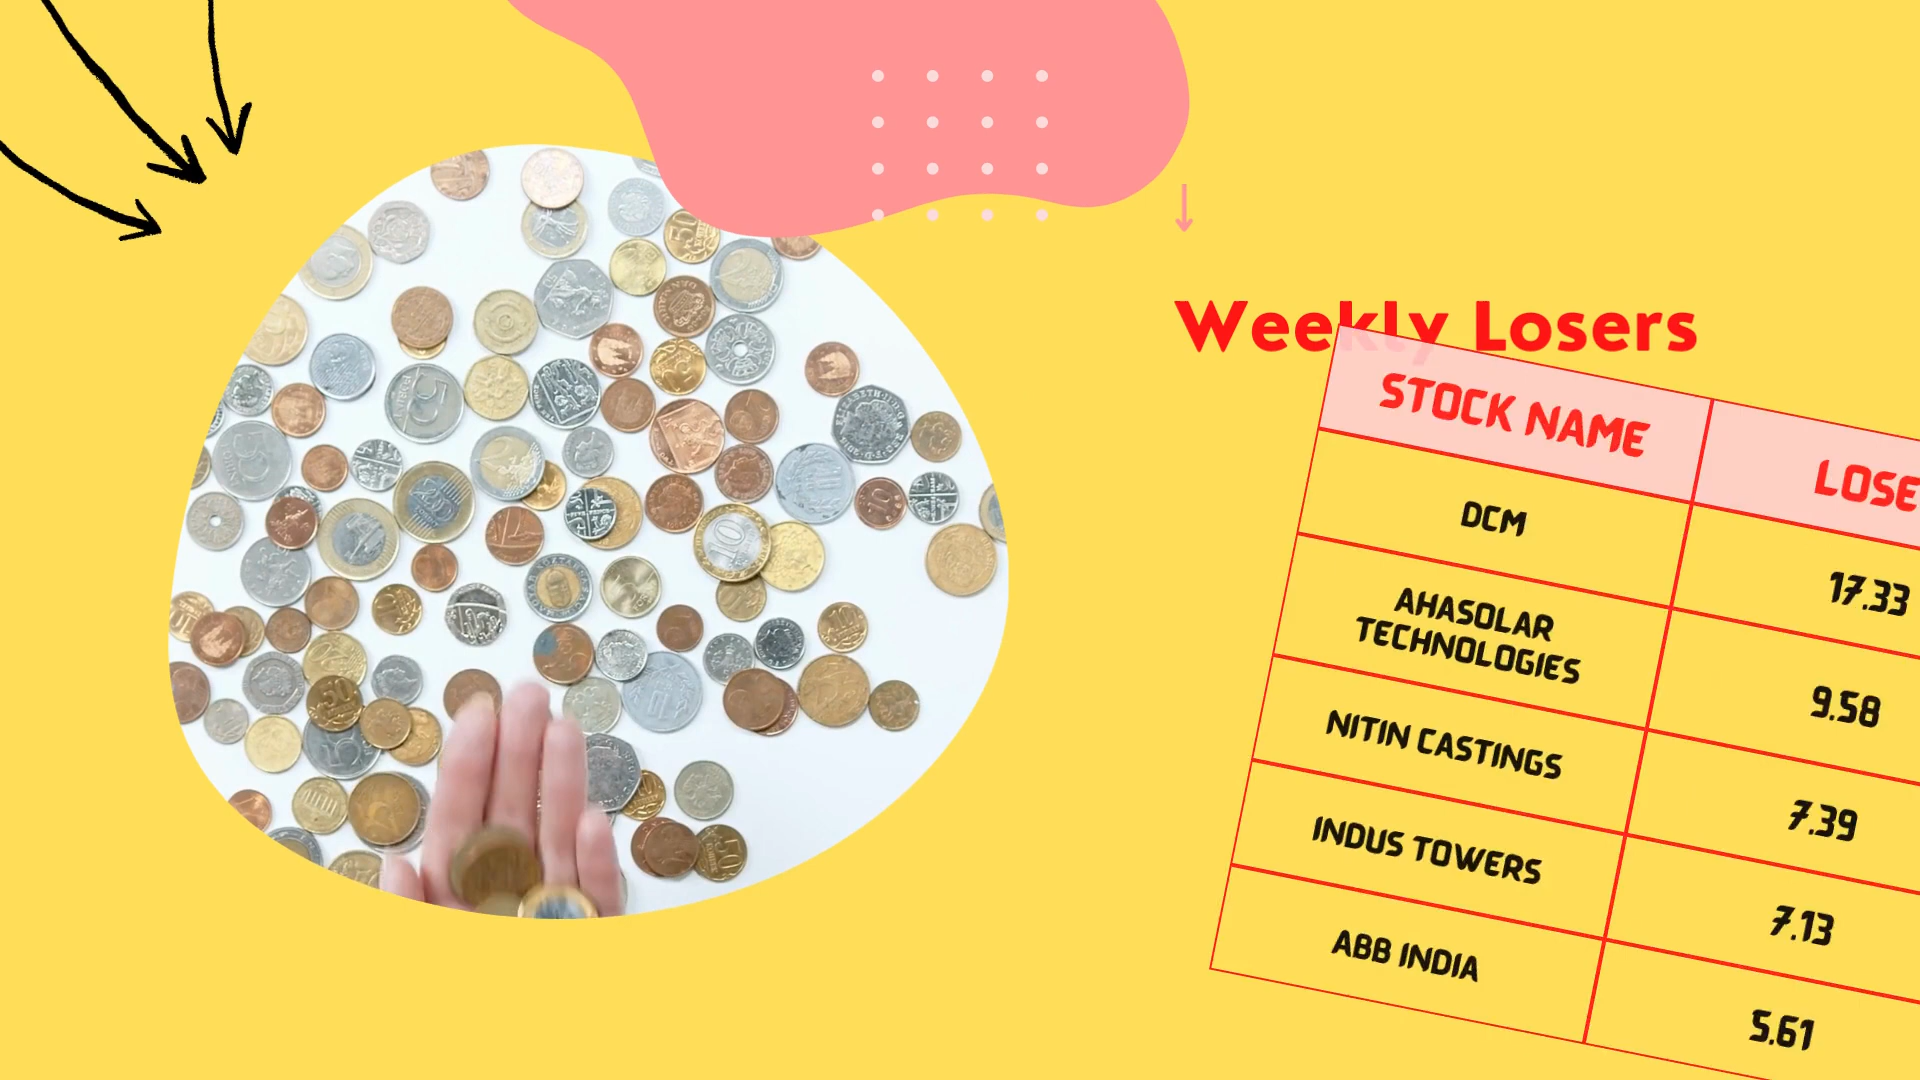 Weekly Losers
STOCK NAME
LOSE
DCM
17.33
AHASOLAR
TECHNOLOGIES
9.58
NITIN CASTINGS
7.39
INDUS TOWERS
7.13
ABB INDIA
5.61